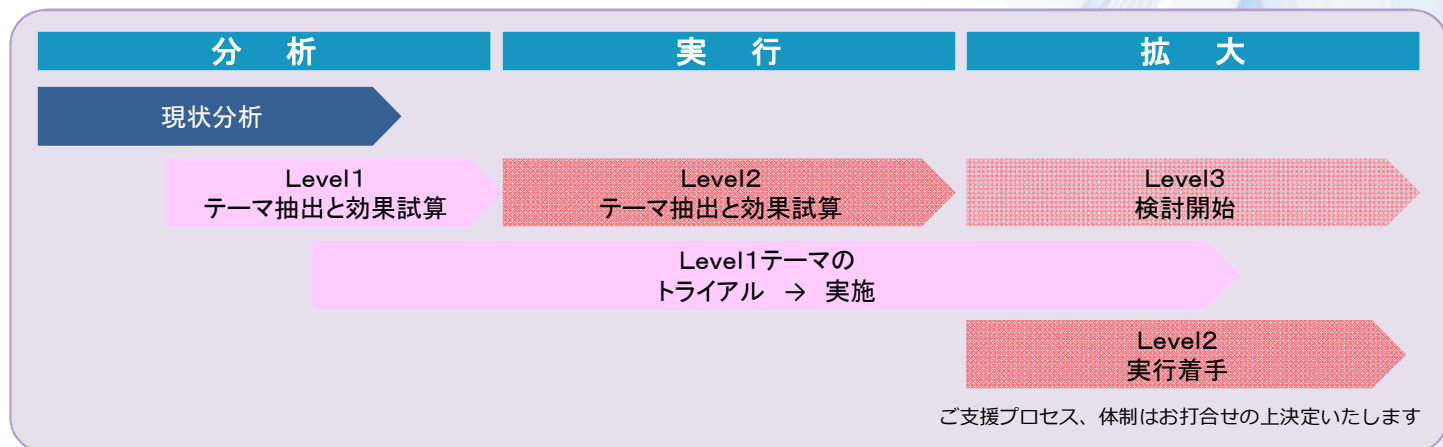 分 析
実 行
拡 大
現状分析
Level1
テーマ抽出と効果試算
Level2
テーマ抽出と効果試算
Level3
検討開始
Level1テーマの
トライアル → 実施
Level2
実行着手
ご支援プロセス、体制はお打合せの上決定いたします